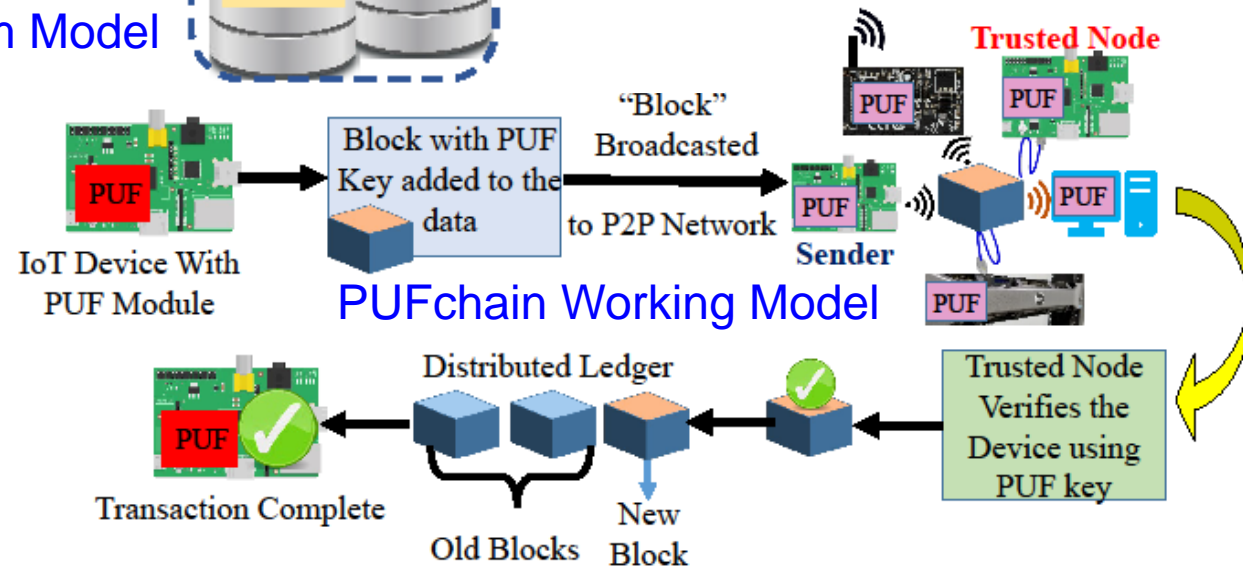 n Model
Trusted Node
PUF
PUF
“Block”
Broadcasted
to P2P Network
Block with PUF
Key added to the
data
PUF
PUF
PUF
Sender
IoT Device With
PUF Module
PUFchain Working Model
PUF
Distributed Ledger
Trusted Node
Verifies the
Device using
PUF key
PUF
Transaction Complete
Old Blocks
New
Block